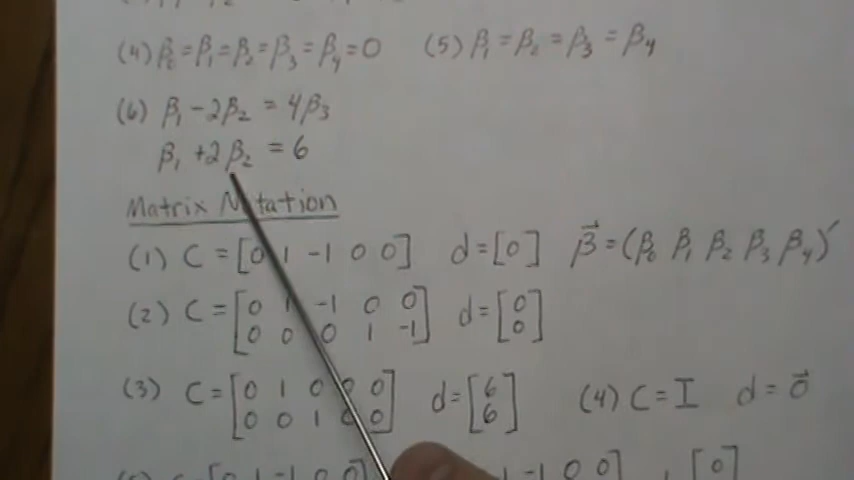 (4) β₀ = β₁ = β₂ = β₃ = β₄ = 0 (5) β₁ = β₂ = β₃ = β₄
(6) β₁ - 2β₂ = 4β₃
β₁ + 2β₂ = 6
Matrix Notation
(1) C = [0 1 -1 0 0] d = [0] β⃗ = (β₀ β₁ β₂ β₃ β₄)′
(2) C = [0 1 -1 0 0 d = [0
0 0 0 1 -1] 0]
(3) C = [0 1 0 0 0 d = [6 (4) C = I d = 0⃗
0 0 1 0 0] 6]